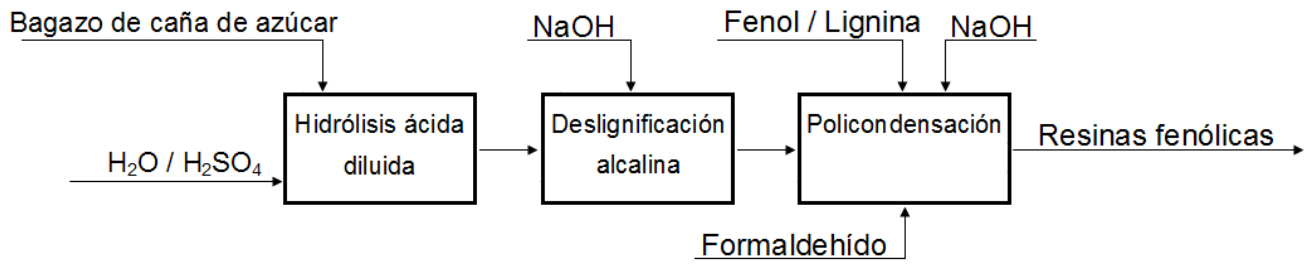 Bagazo de caña de azúcar
NaOH
Fenol / Lignina
NaOH
Hidrólisis ácida
diluida
Deslignificación
alcalina
Policondensación
Resinas fenólicas
H₂O / H₂SO₄
Formaldehído